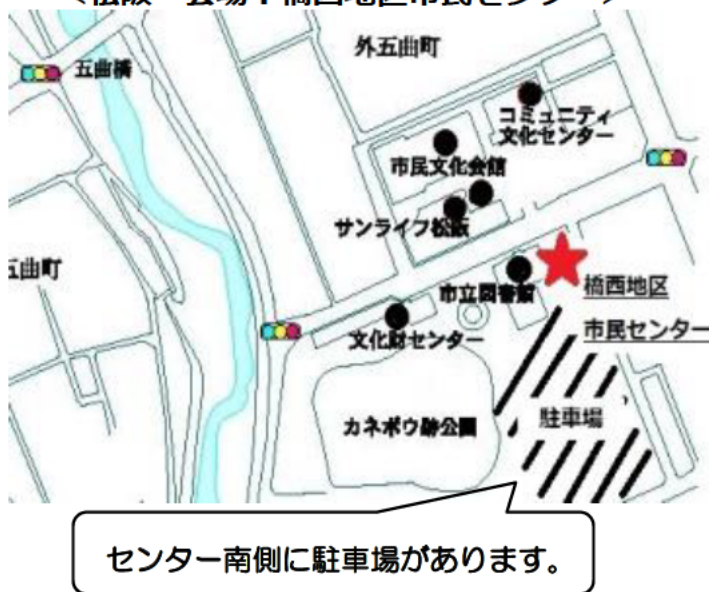 外五曲町
五曲橋
コミュニティ
文化センター
市民文化会館
サンライフ松阪
五曲町
市立図書館
橋西地区
市民センター
文化財センター
カネボウ跡公園
駐車場
センター南側に駐車場があります。